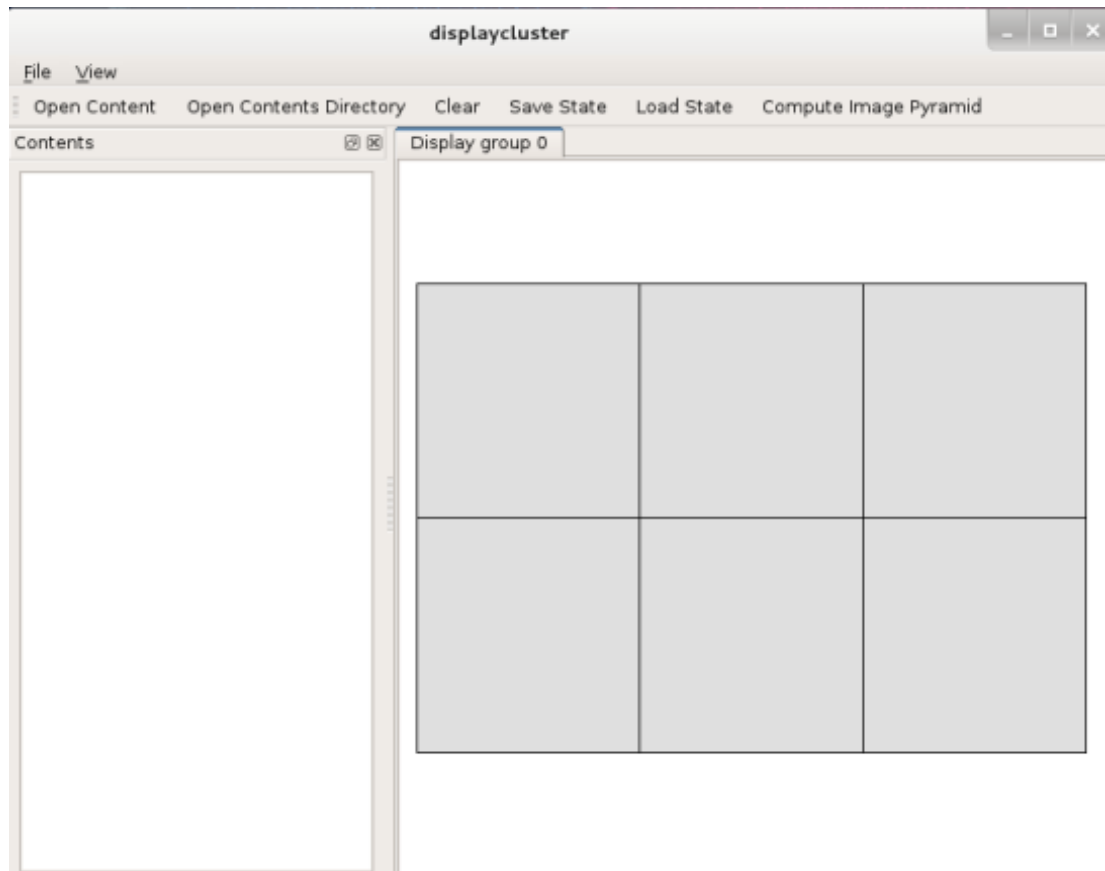 displaycluster
File View
Open Content Open Contents Directory Clear Save State Load State Compute Image Pyramid
Contents Display group 0